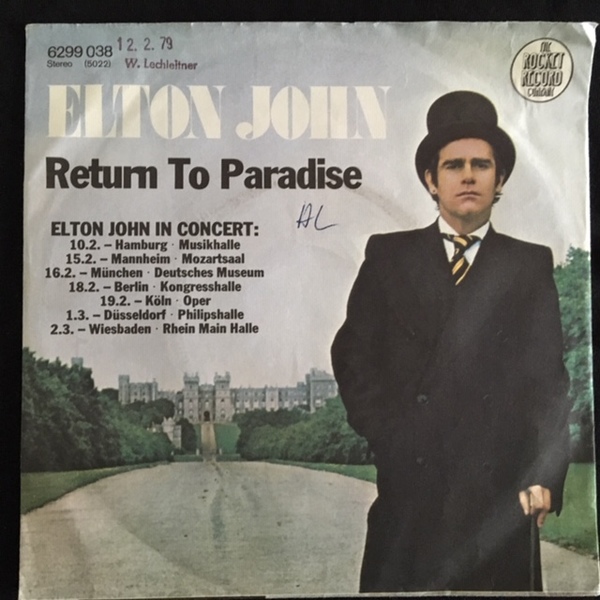 6299 038
12. 2. 79
Stereo (5022)
W. Lechleitner
THE
ROCKET
RECORD
COMPANY
ELTON JOHN
Return To Paradise
AL
ELTON JOHN IN CONCERT:
10.2. – Hamburg · Musikhalle
15.2. – Mannheim · Mozartsaal
16.2. – München · Deutsches Museum
18.2. – Berlin · Kongresshalle
19.2. – Köln · Oper
1.3. – Düsseldorf · Philipshalle
2.3. – Wiesbaden · Rhein Main Halle